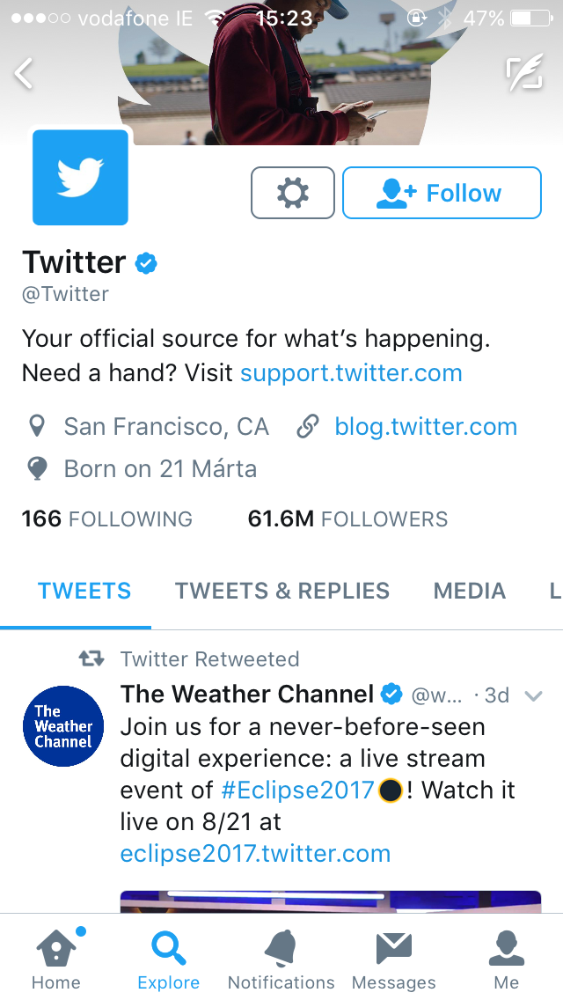 vodafone IE 15:23 47%
Follow
Twitter
@Twitter
Your official source for what’s happening.
Need a hand? Visit support.twitter.com
San Francisco, CA blog.twitter.com
Born on 21 Márta
166 FOLLOWING 61.6M FOLLOWERS
TWEETS TWEETS & REPLIES MEDIA L
Twitter Retweeted
The Weather Channel @w... · 3d
The
Weather
Channel
Join us for a never-before-seen
digital experience: a live stream
event of #Eclipse2017! Watch it
live on 8/21 at
eclipse2017.twitter.com
Home Explore Notifications Messages Me